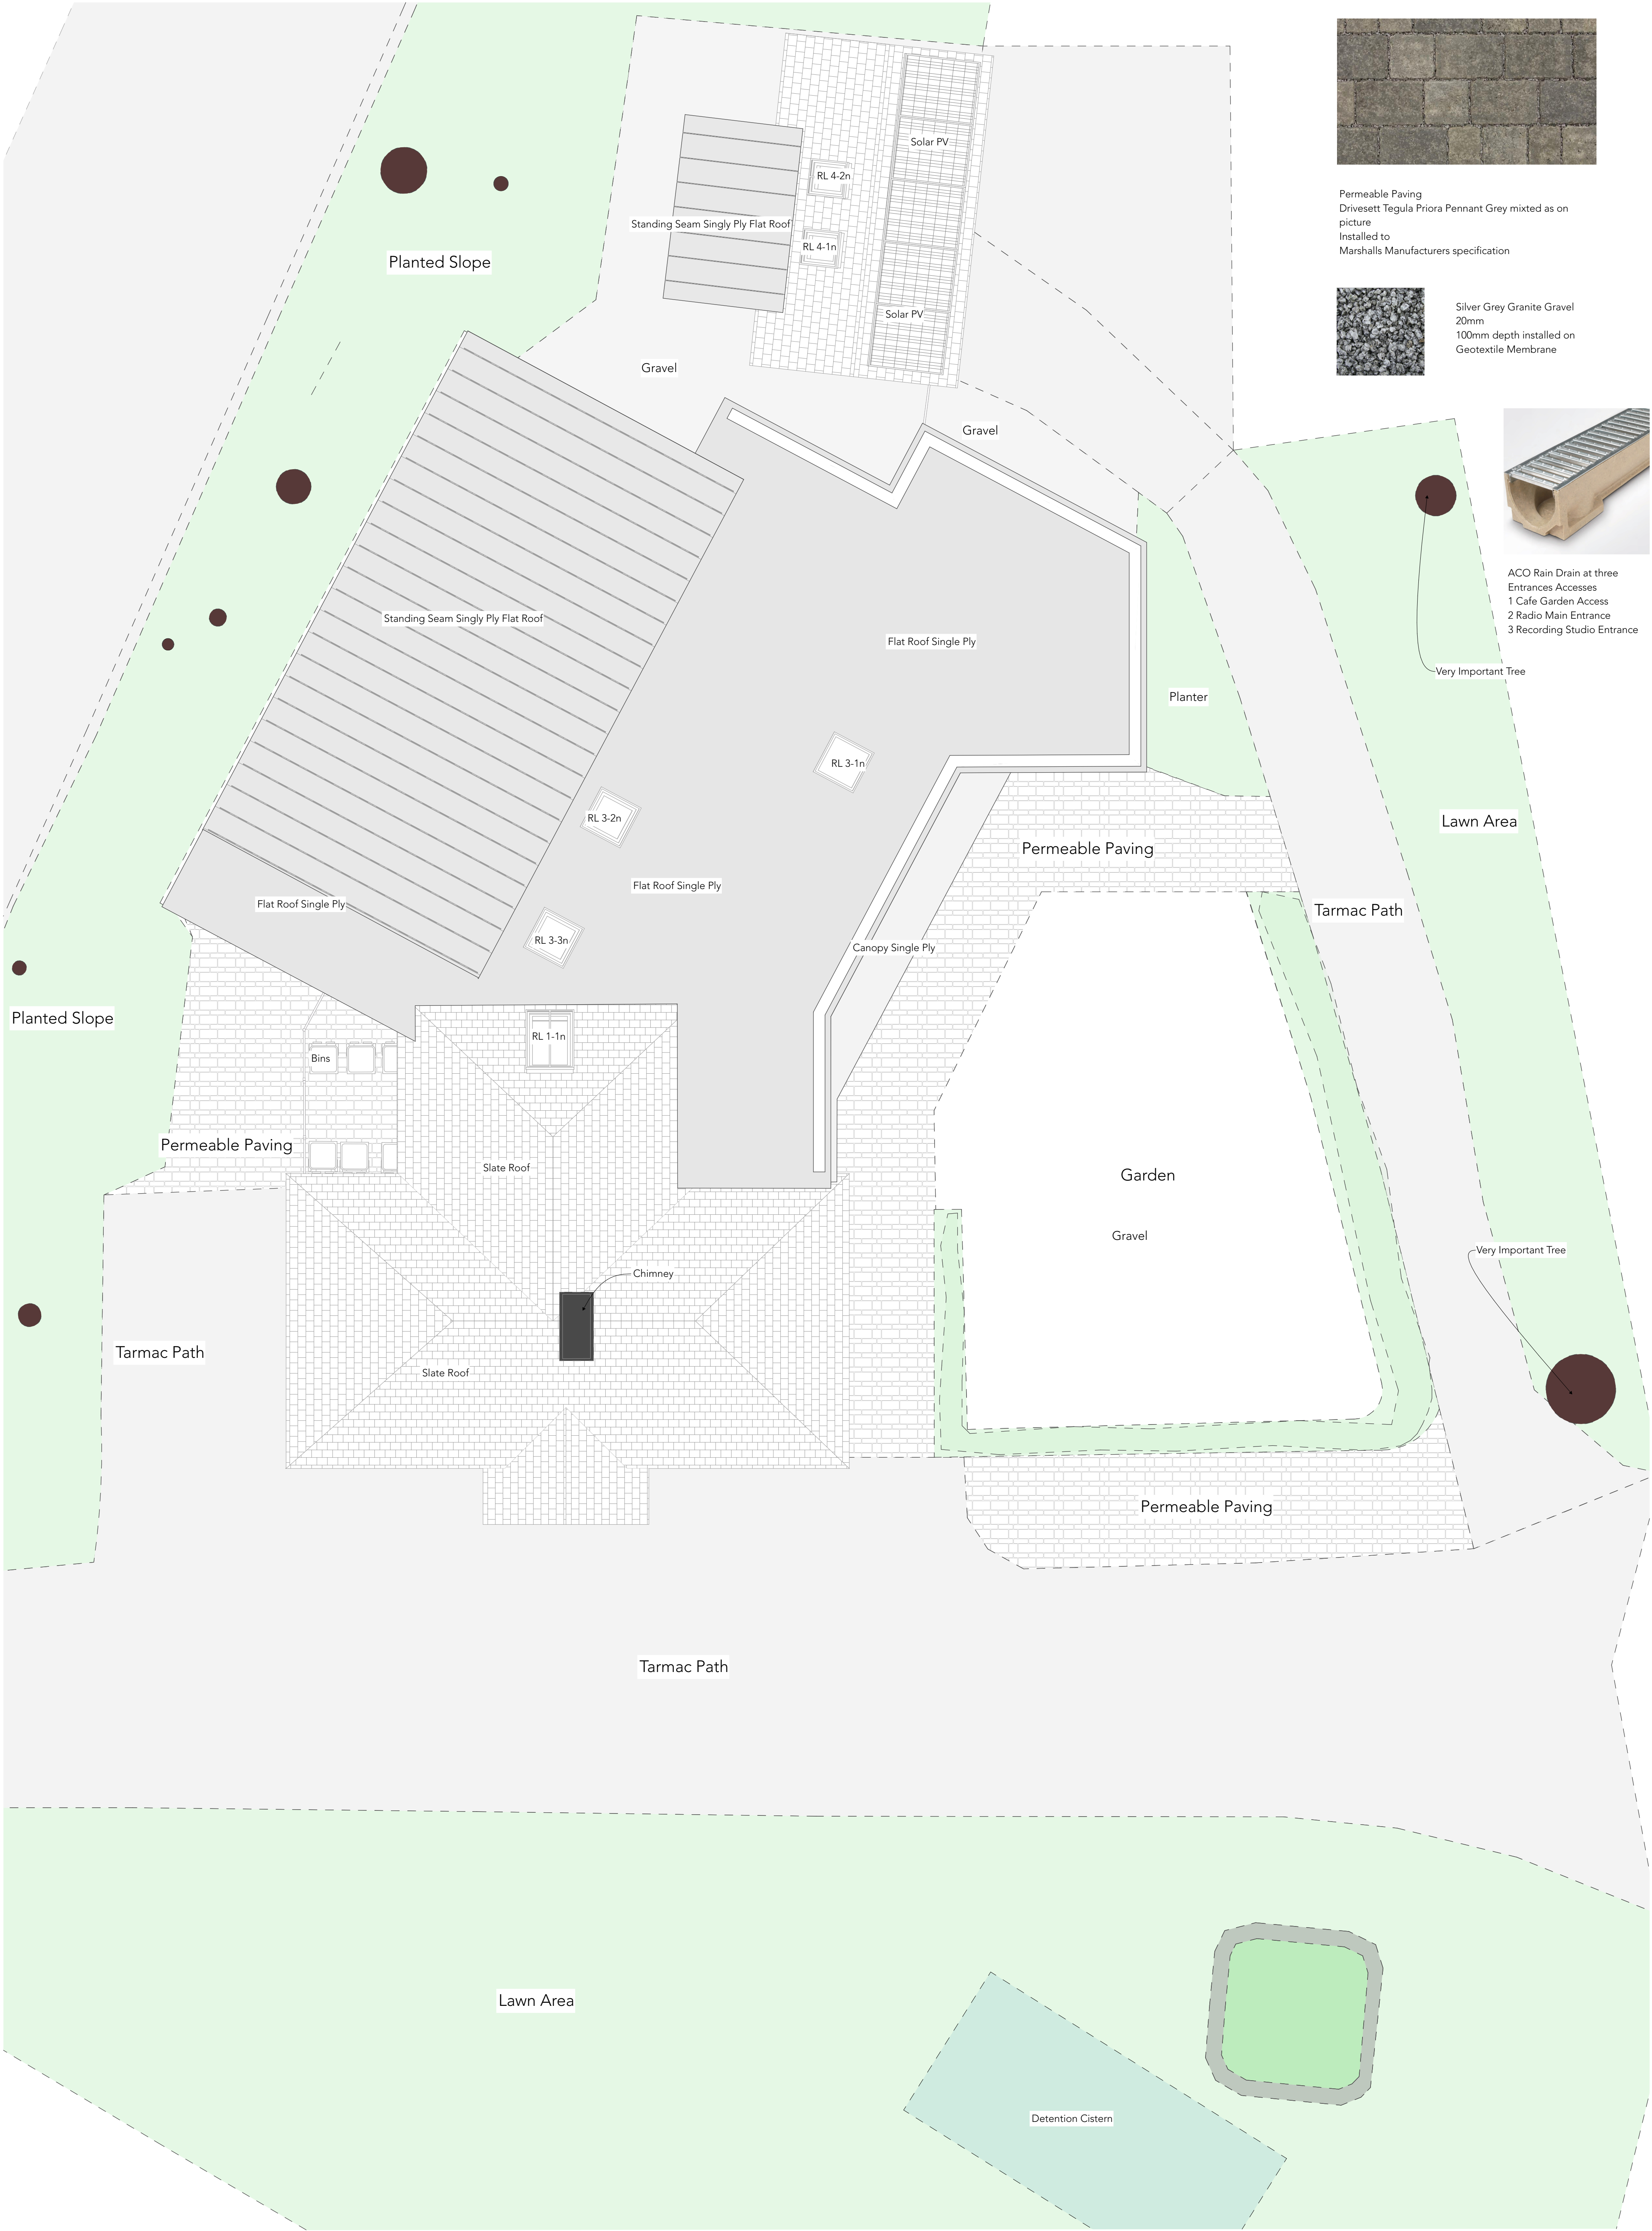 Solar PV
RL 4-2n
Standing Seam Singly Ply Flat Roof
RL 4-1n
Planted Slope
Solar PV
Gravel
Gravel
Permeable Paving
Drivesett Tegula Priora Pennant Grey mixted as on
picture
Installed to
Marshalls Manufacturers specification
Silver Grey Granite Gravel
20mm
100mm depth installed on
Geotextile Membrane
ACO Rain Drain at three
Entrances Accesses
1 Cafe Garden Access
2 Radio Main Entrance
3 Recording Studio Entrance
Very Important Tree
Standing Seam Singly Ply Flat Roof
Flat Roof Single Ply
Planter
RL 3-1n
RL 3-2n
Lawn Area
Permeable Paving
Flat Roof Single Ply
Flat Roof Single Ply
Tarmac Path
RL 3-3n
Canopy Single Ply
Planted Slope
RL 1-1n
Bins
Permeable Paving
Slate Roof
Garden
Gravel
Very Important Tree
Chimney
Tarmac Path
Slate Roof
Permeable Paving
Tarmac Path
Lawn Area
Detention Cistern